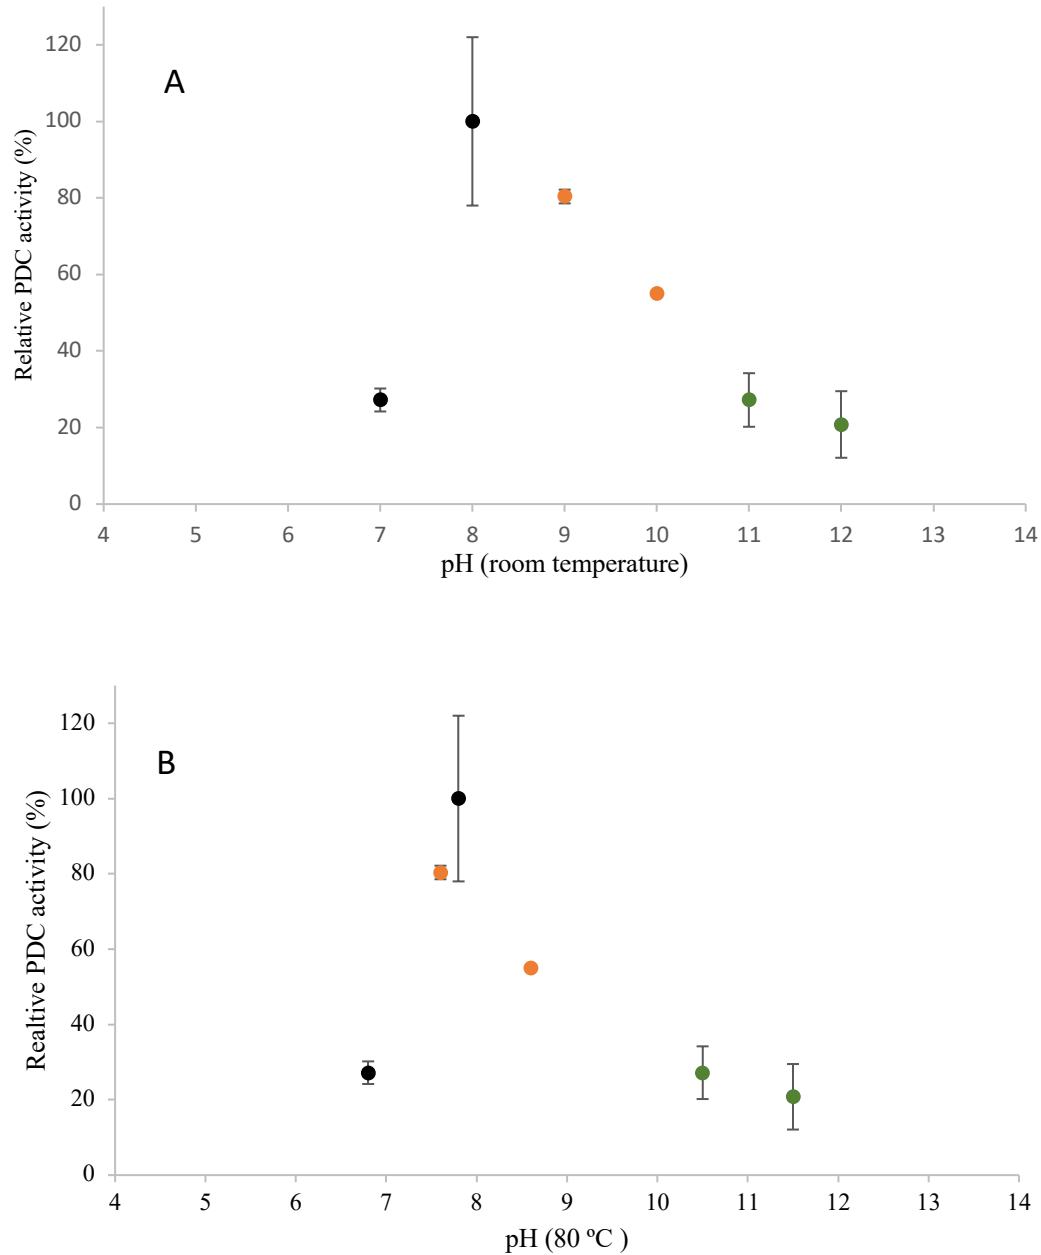 120
A
100
80
60
40
20
0
Relative PDC activity (%)
4 5 6 7 8 9 10 11 12 13 14
pH (room temperature)
120
B
100
80
60
40
20
0
Realtive PDC activity (%)
4 5 6 7 8 9 10 11 12 13 14
pH (80 ºC )